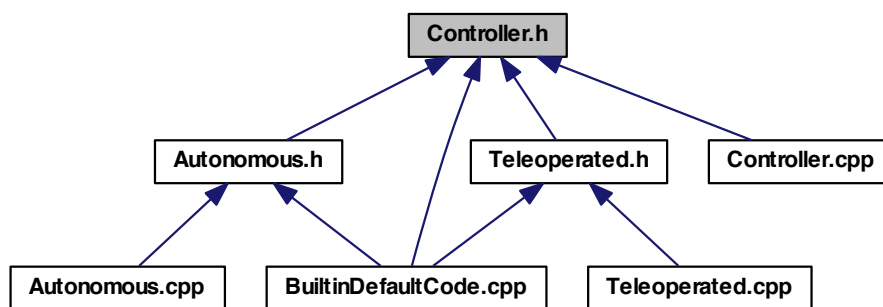 Controller.h
Autonomous.h
Teleoperated.h
Controller.cpp
Autonomous.cpp
BuiltinDefaultCode.cpp
Teleoperated.cpp